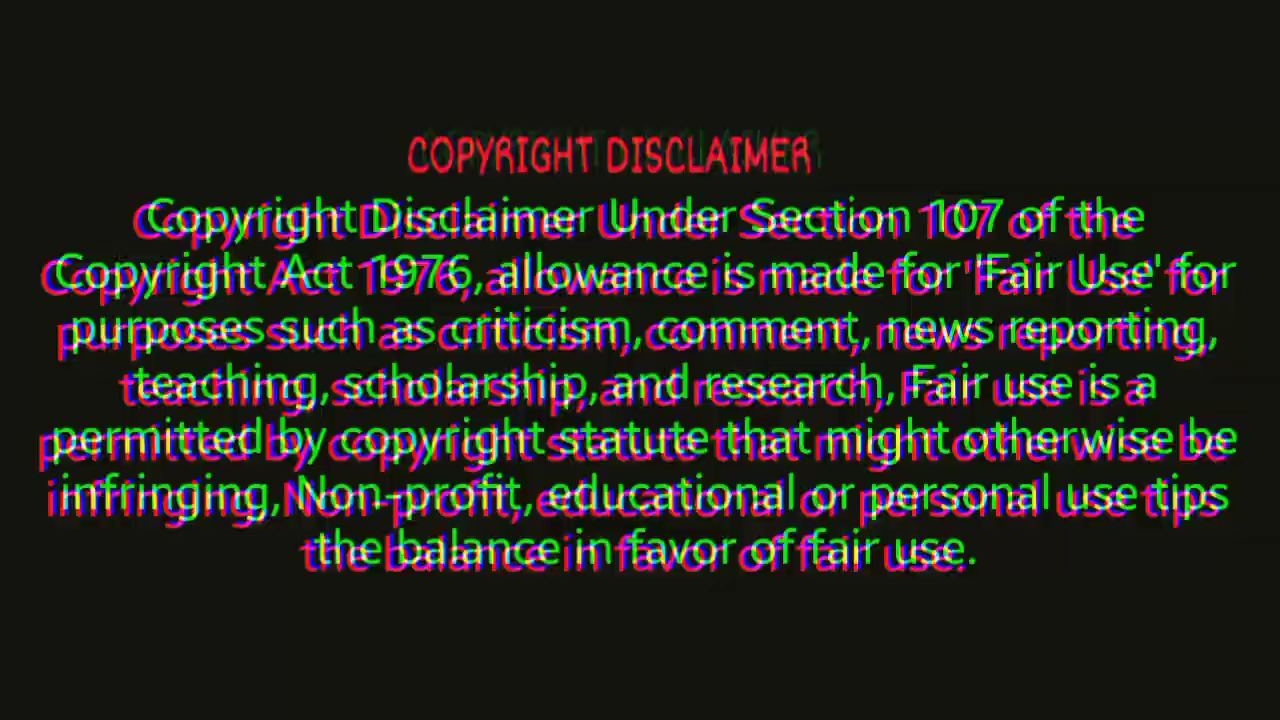 COPYRIGHT DISCLAIMER
Copyright Disclaimer Under Section 107 of the
Copyright Act 1976, allowance is made for 'Fair Use' for
purposes such as criticism, comment, news reporting,
teaching, scholarship, and research, Fair use is a
permitted by copyright statute that might otherwise be
infringing, Non-profit, educational or personal use tips
the balance in favor of fair use.